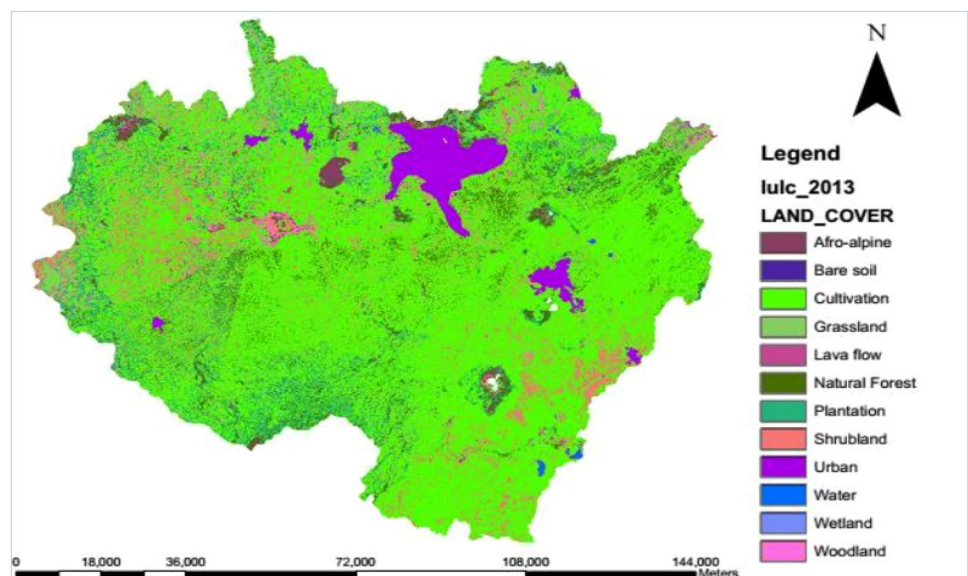 N
Legend
lulc_2013
LAND_COVER
Afro-alpine
Bare soil
Cultivation
Grassland
Lava flow
Natural Forest
Plantation
Shrubland
Urban
Water
Wetland
Woodland
0 18,000 36,000 72,000 108,000 144,000
Meters